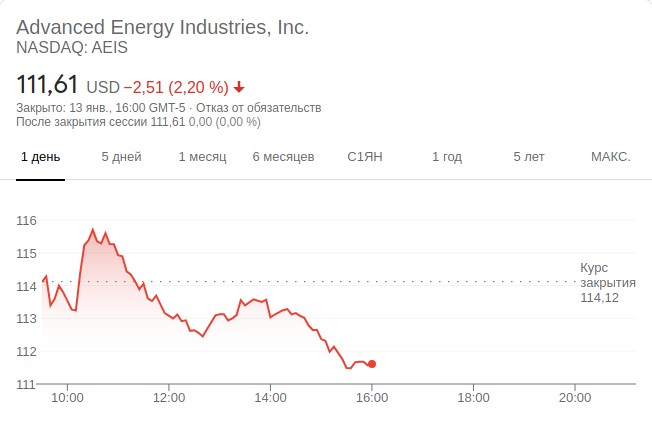 Advanced Energy Industries, Inc.
NASDAQ: AEIS
111,61 USD −2,51 (2,20 %)
Закрыто: 13 янв., 16:00 GMT-5 · Отказ от обязательств
После закрытия сессии 111,61 0,00 (0,00 %)
1 день 5 дней 1 месяц 6 месяцев С1ЯН 1 год 5 лет МАКС.
116
115
114
113
112
111
Курс
закрытия
114,12
10:00 12:00 14:00 16:00 18:00 20:00